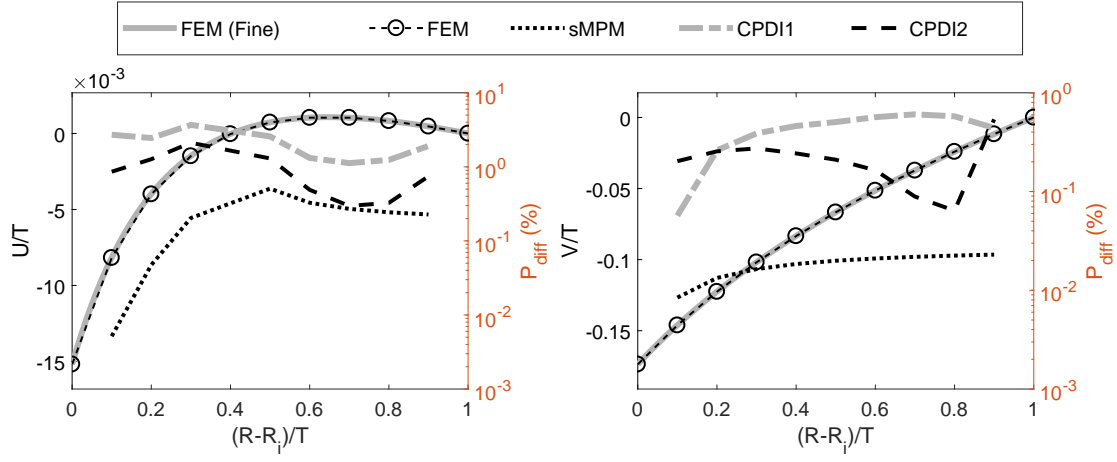 FEM (Fine) FEM sMPM CPDI1 CPDI2
×10^-3
0
-5
-10
-15
U/T
10^1
10^0
10^-1
10^-2
10^-3
P_diff (%)
0 0.2 0.4 0.6 0.8 1
(R-R_i)/T
0
-0.05
-0.1
-0.15
V/T
10^0
10^-1
10^-2
10^-3
P_diff (%)
0 0.2 0.4 0.6 0.8 1
(R-R_i)/T